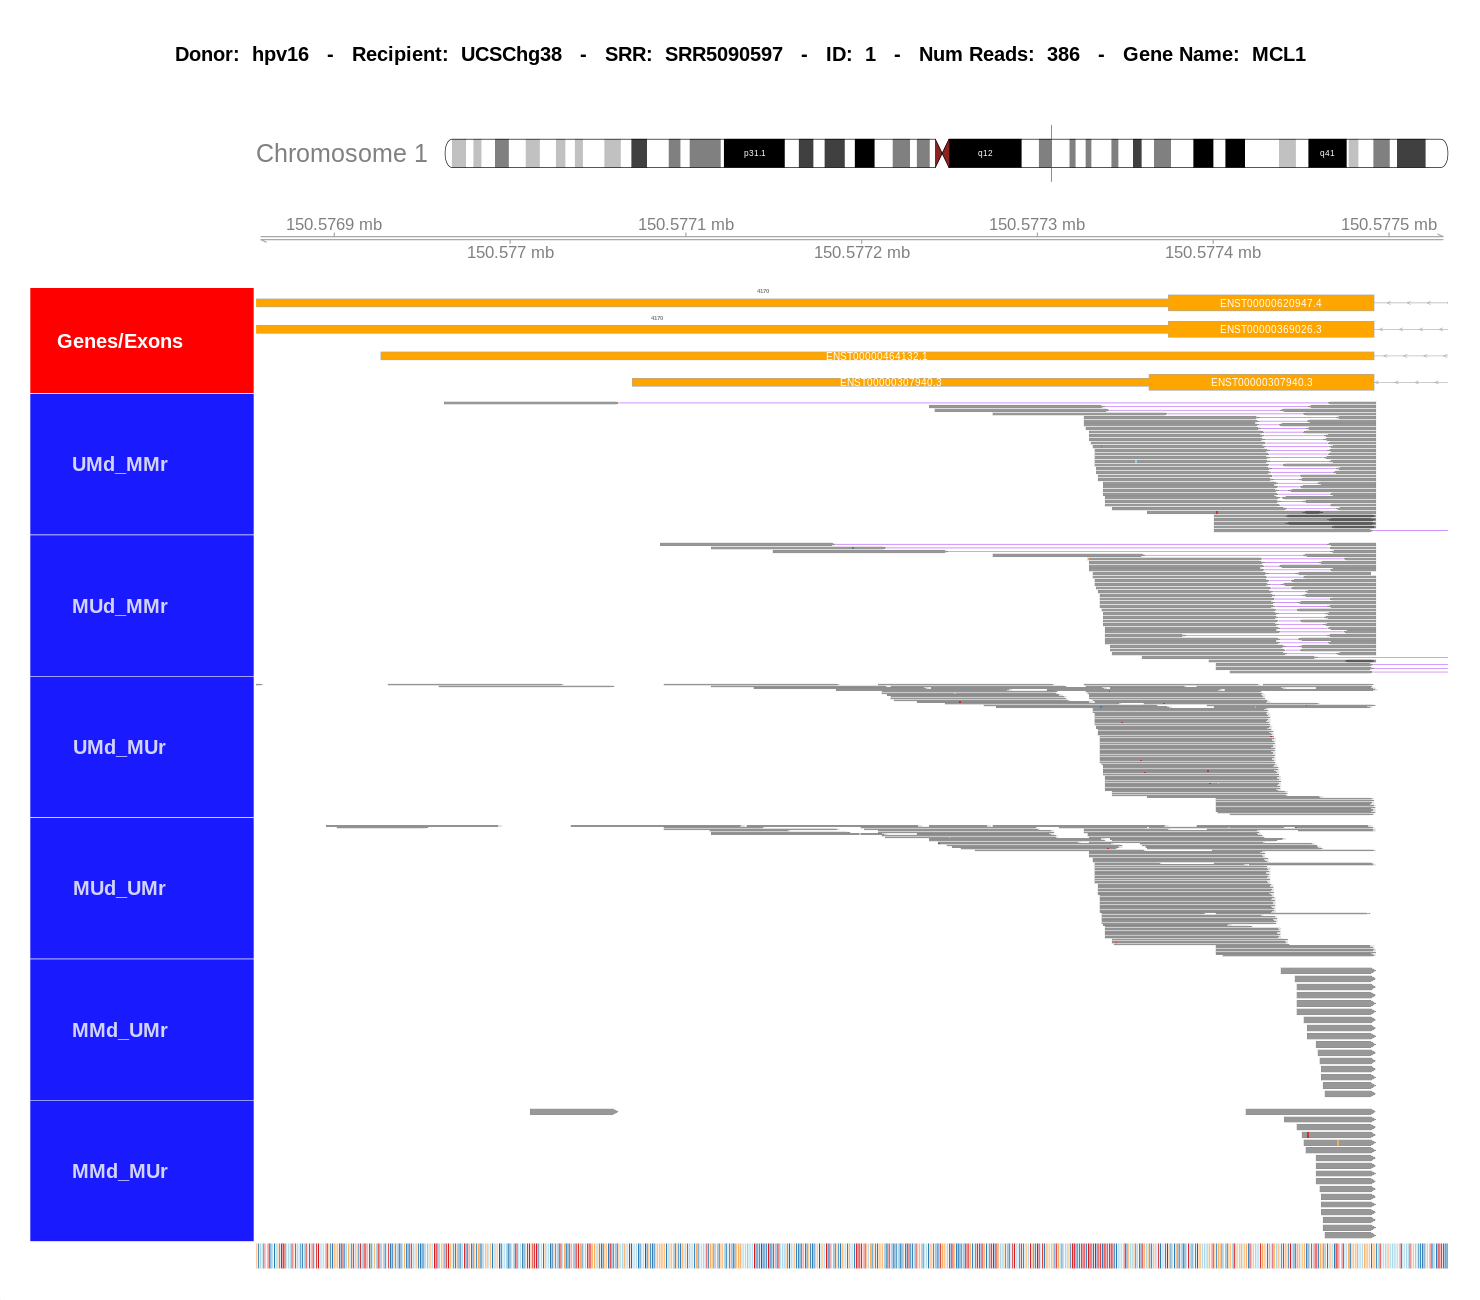 Donor: hpv16 - Recipient: UCSChg38 - SRR: SRR5090597 - ID: 1 - Num Reads: 386 - Gene Name: MCL1
Chromosome 1
p31.1
q12
q41
150.5769 mb
150.5771 mb
150.5773 mb
150.5775 mb
150.577 mb
150.5772 mb
150.5774 mb
Genes/Exons
4170
ENST00000620947.4
4170
ENST00000369026.3
ENST00000464132.1
ENST00000307940.3
ENST00000307940.3
UMd_MMr
MUd_MMr
UMd_MUr
MUd_UMr
MMd_UMr
MMd_MUr